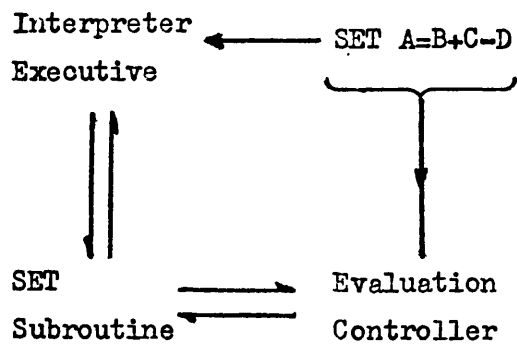 Interpreter
Executive
SET A=B+C-D
SET
Subroutine
Evaluation
Controller